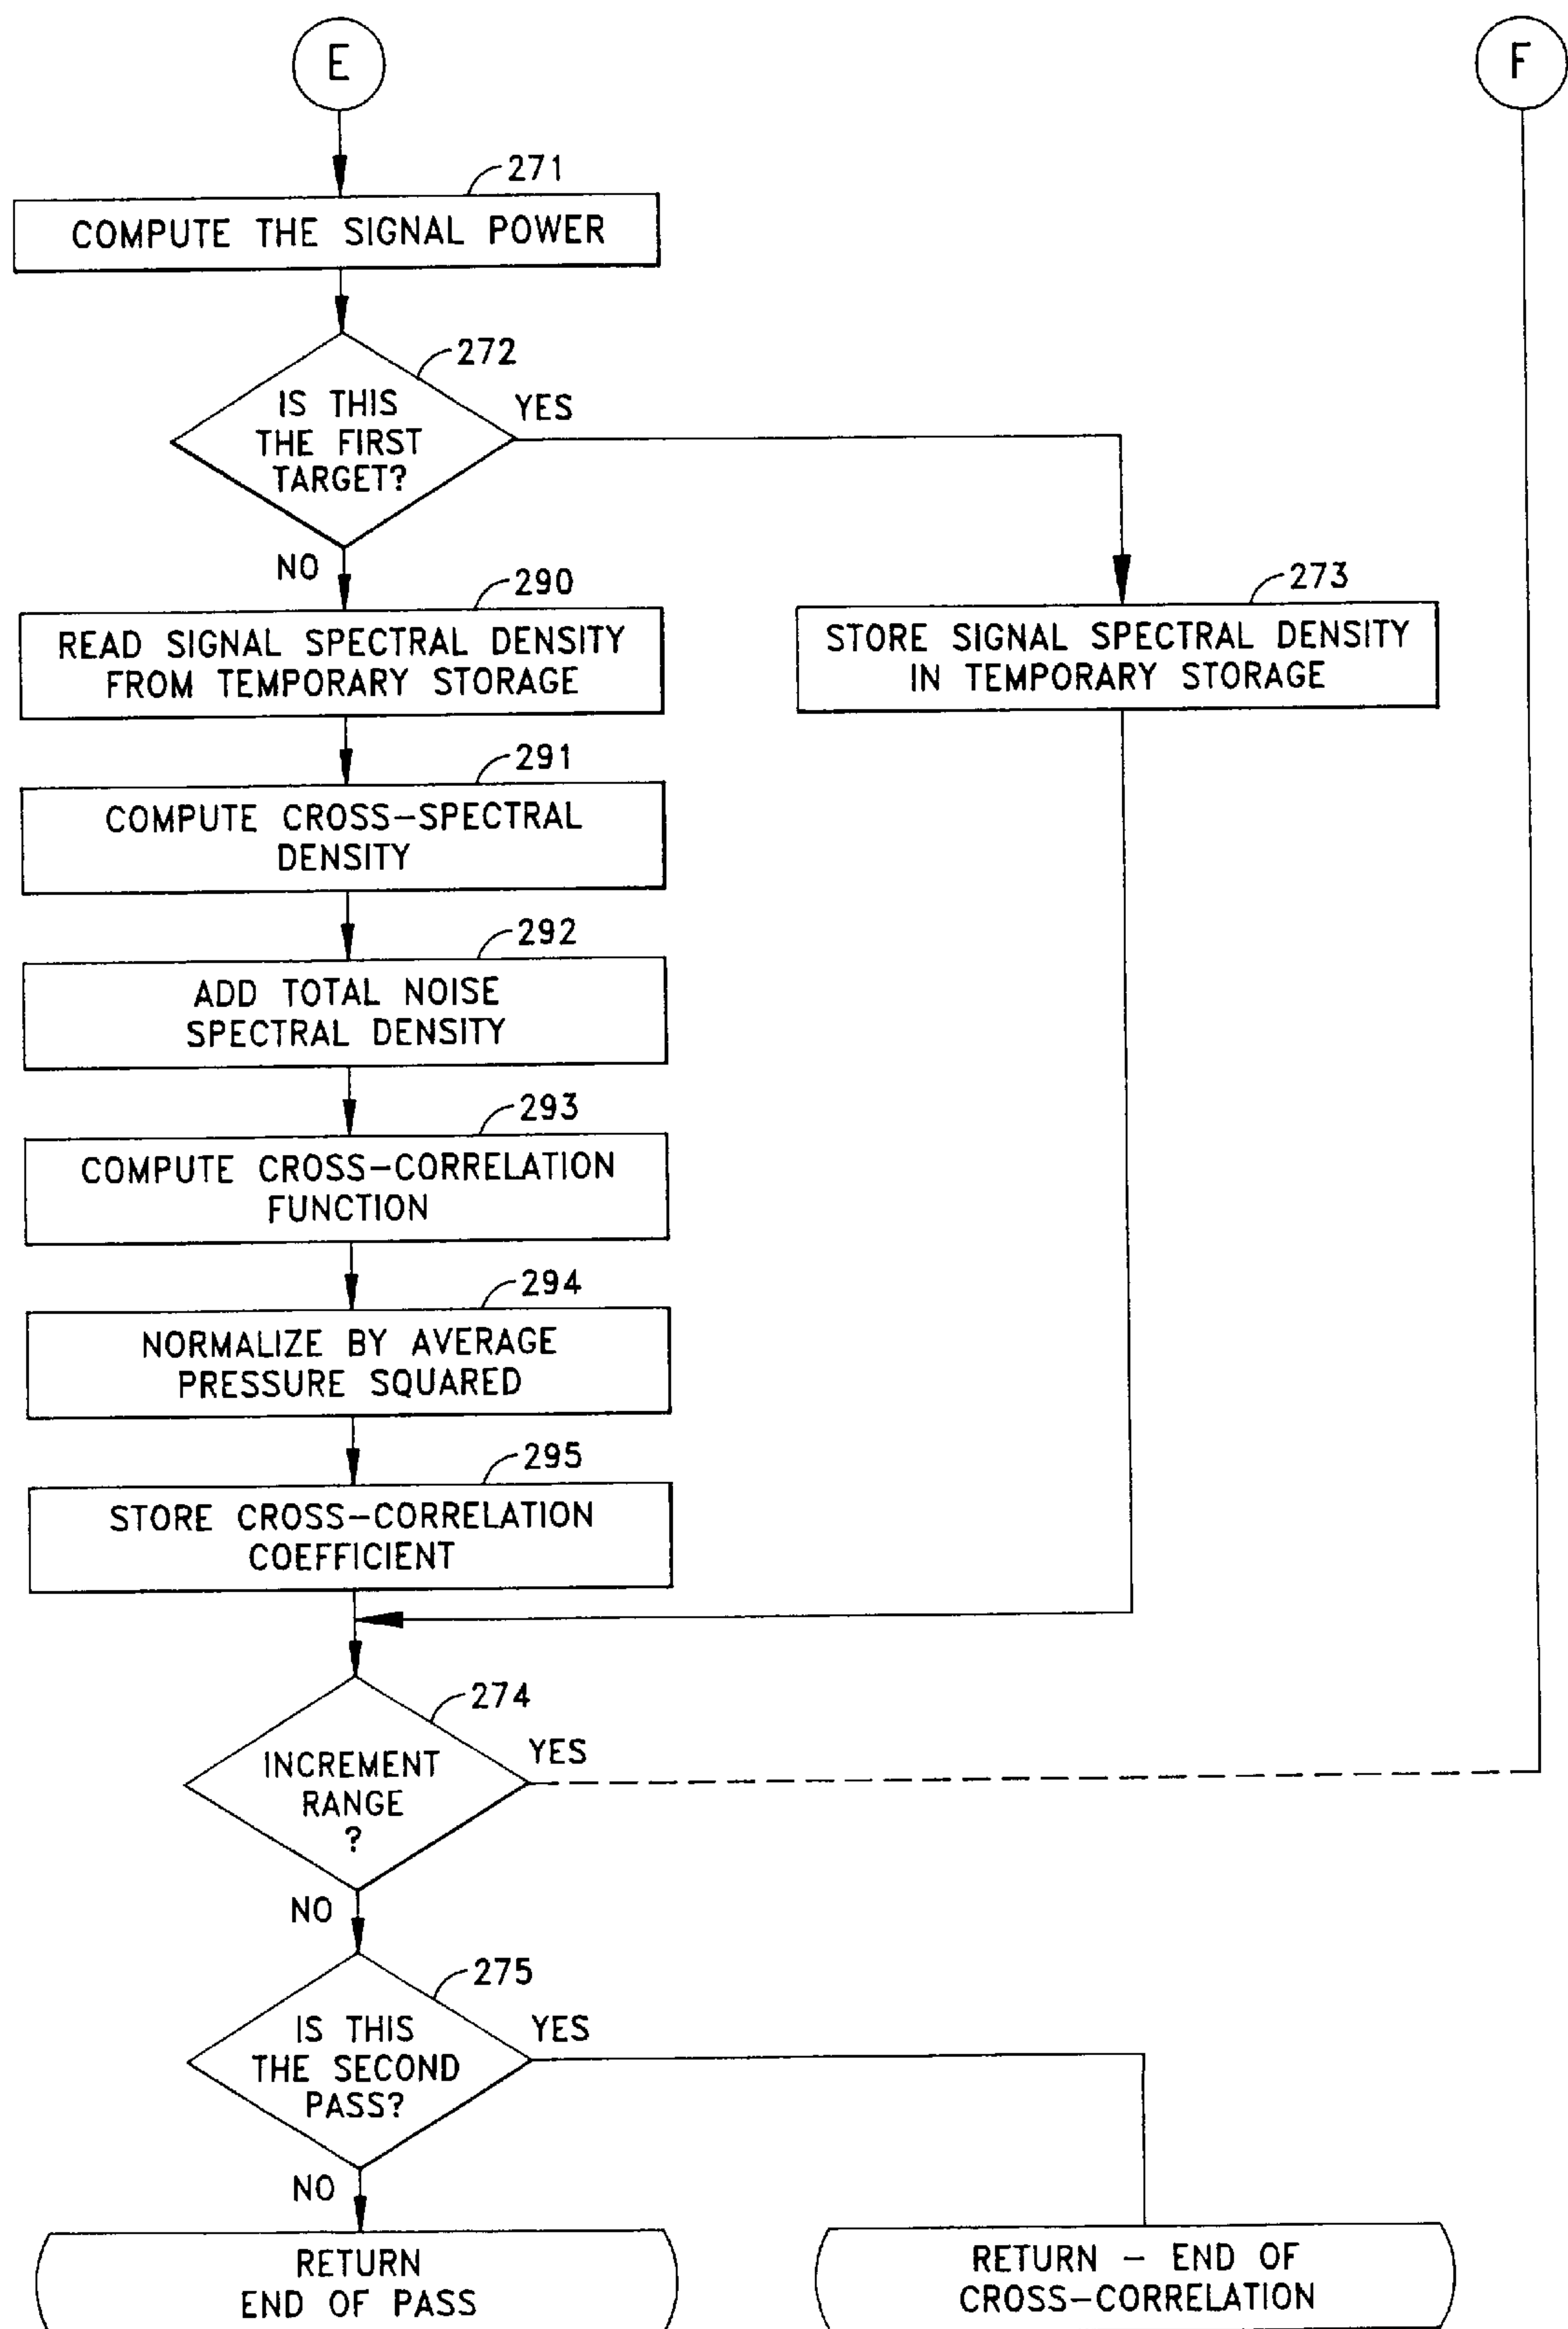 E
F
271
COMPUTE THE SIGNAL POWER
272
IS THIS
THE FIRST
TARGET?
YES
NO
290
READ SIGNAL SPECTRAL DENSITY
FROM TEMPORARY STORAGE
273
STORE SIGNAL SPECTRAL DENSITY
IN TEMPORARY STORAGE
291
COMPUTE CROSS-SPECTRAL
DENSITY
292
ADD TOTAL NOISE
SPECTRAL DENSITY
293
COMPUTE CROSS-CORRELATION
FUNCTION
294
NORMALIZE BY AVERAGE
PRESSURE SQUARED
295
STORE CROSS-CORRELATION
COEFFICIENT
274
INCREMENT
RANGE
?
YES
NO
275
IS THIS
THE SECOND
PASS?
YES
NO
RETURN
END OF PASS
RETURN - END OF
CROSS-CORRELATION